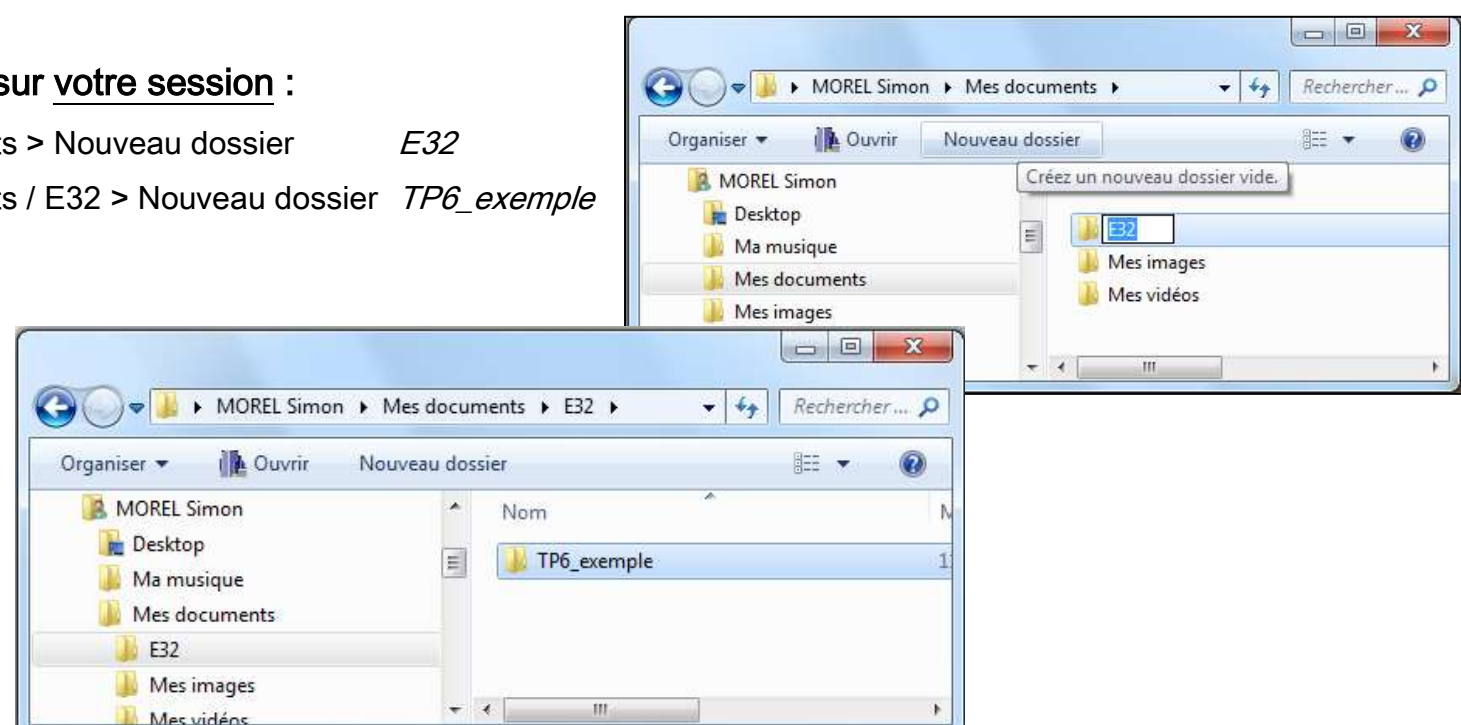 sur votre session :
ts > Nouveau dossier E32
ts / E32 > Nouveau dossier TP6_exemple
MOREL Simon Mes documents
Rechercher ...
Organiser Ouvrir Nouveau dossier
Créez un nouveau dossier vide.
MOREL Simon
Desktop
Ma musique
Mes documents
Mes images
E32
Mes images
Mes vidéos
MOREL Simon Mes documents E32
Rechercher ...
Organiser Ouvrir Nouveau dossier
MOREL Simon
Desktop
Ma musique
Mes documents
E32
Mes images
Mes vidéos
Nom
TP6_exemple